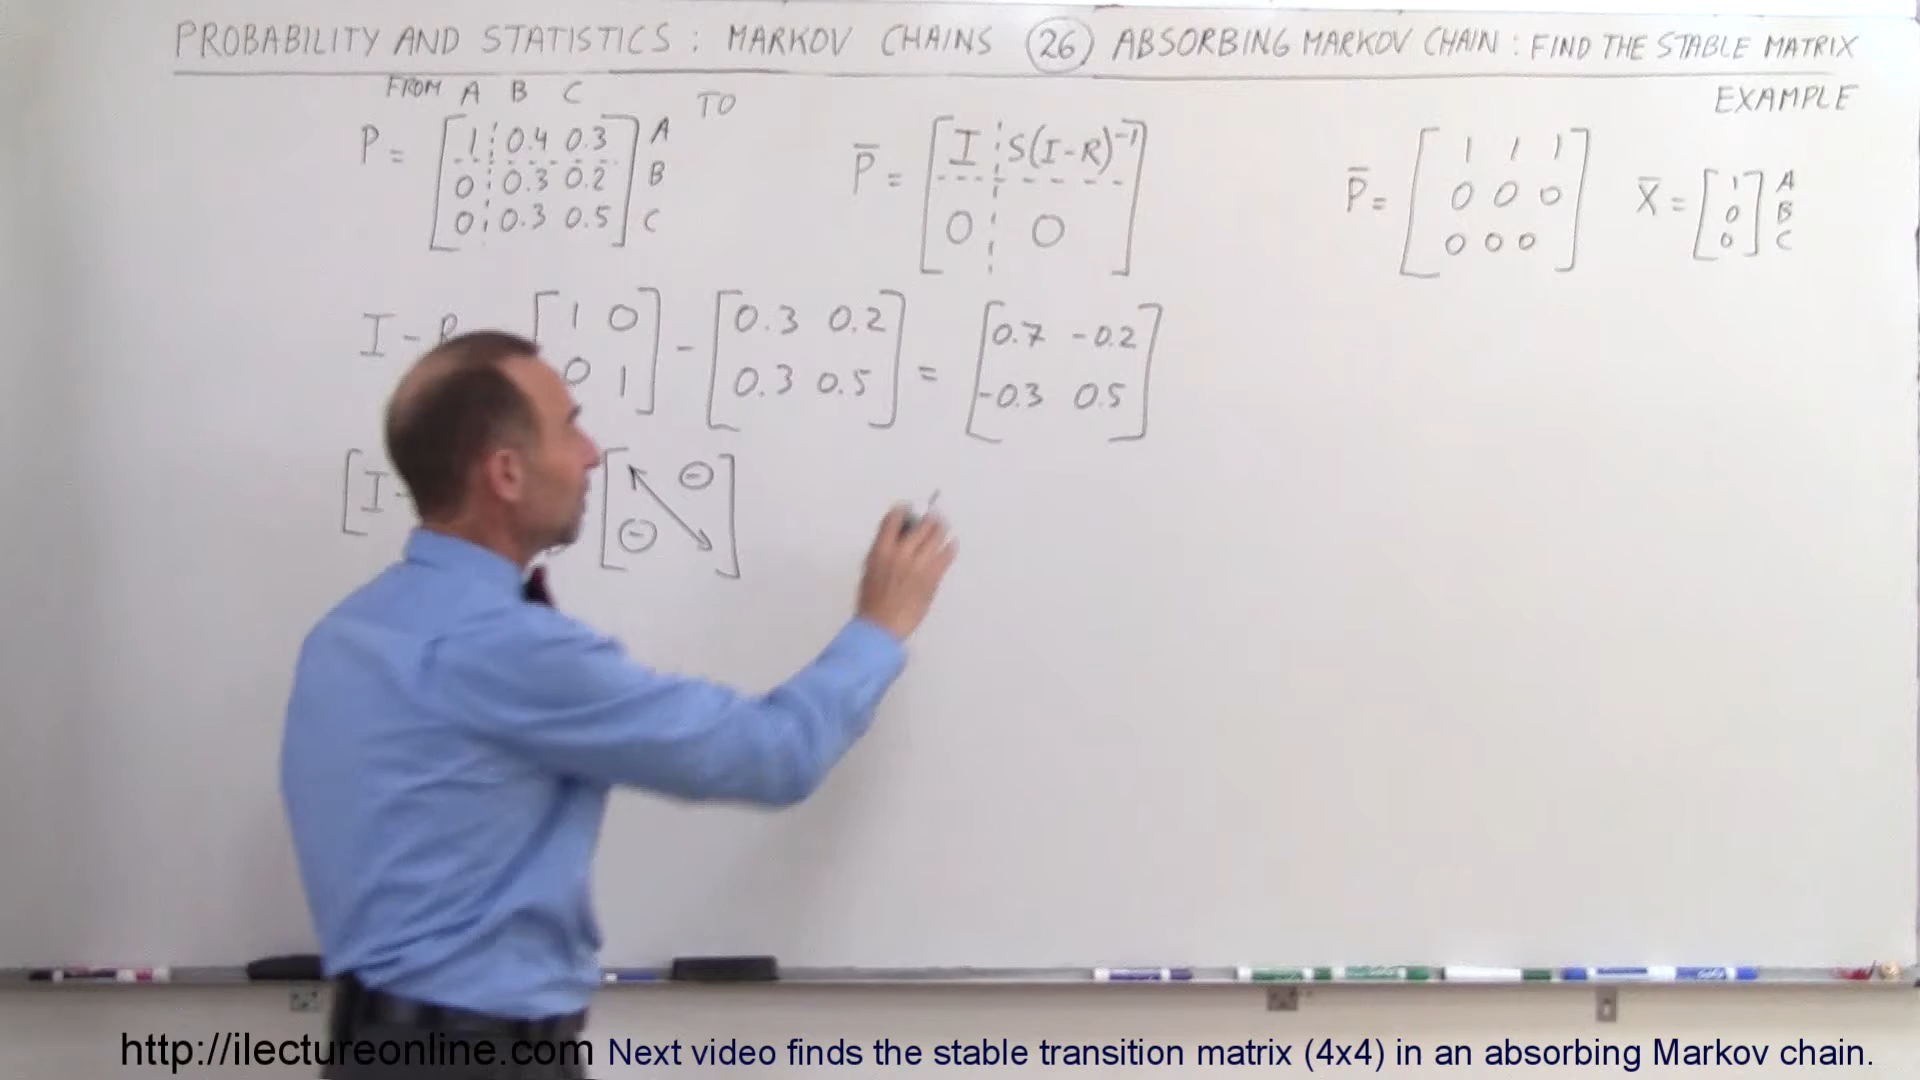 PROBABILITY AND STATISTICS : MARKOV CHAINS (26) ABSORBING MARKOV CHAIN : FIND THE STABLE MATRIX
EXAMPLE
FROM A B C TO
P = [ 1 0.4 0.3 ] A
0 0.3 0.2 B
0 0.3 0.5 C
P̄ = [ I S(I-R)⁻¹ ]
0 0
P̄ = [ 1 1 1 ]
0 0 0
0 0 0
X̄ = [ 1 ] A
0 B
0 C
I - R [ 1 0 ] - [ 0.3 0.2 ] = [ 0.7 -0.2 ]
0 1 0.3 0.5 -0.3 0.5
[ I - [ ⊖ ]
⊖
http://ilectureonline.com Next video finds the stable transition matrix (4x4) in an absorbing Markov chain.